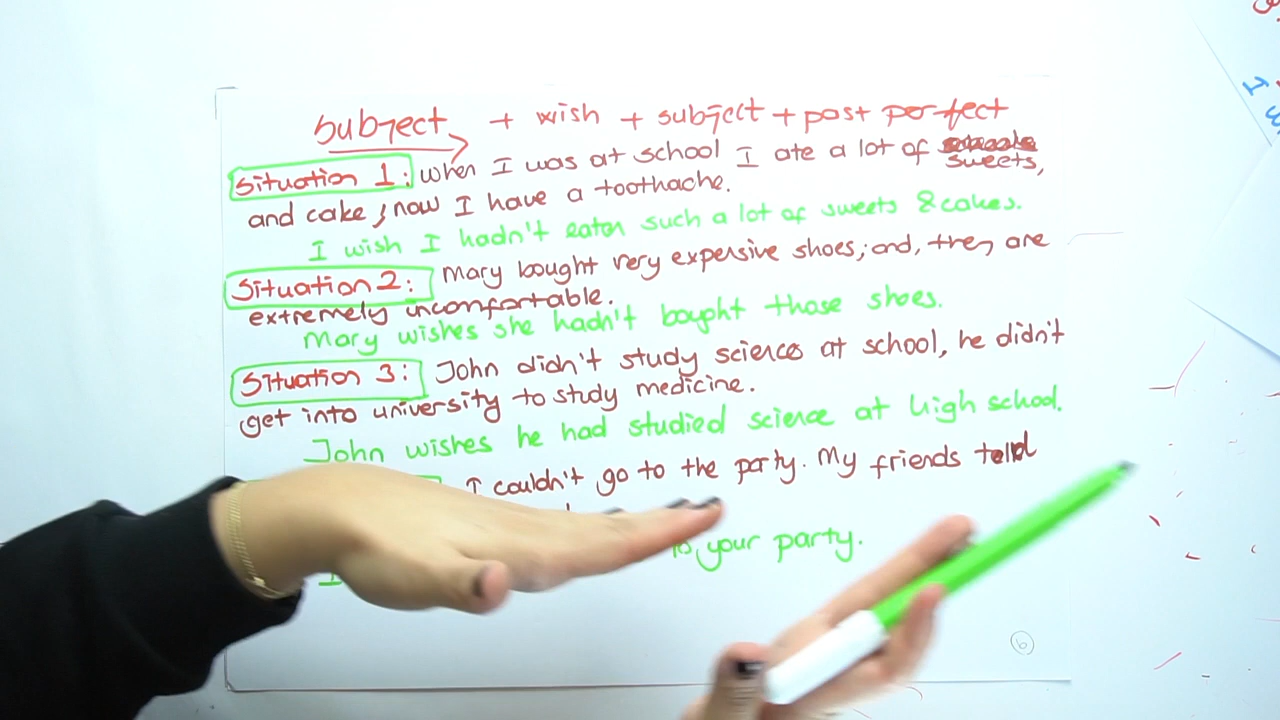 subject + wish + subject + past perfect
Situation 1: When I was at school I ate a lot of sweets,
and cake, now I have a toothache.
I wish I hadn't eaten such a lot of sweets & cakes.
Situation 2: Mary bought very expensive shoes; and, they are
extremely uncomfortable.
Mary wishes she hadn't bought those shoes.
Situation 3: John didn't study science at school, he didn't
get into university to study medicine.
John wishes he had studied science at high school.
I couldn't go to the party. My friends told
to your party.
I
6